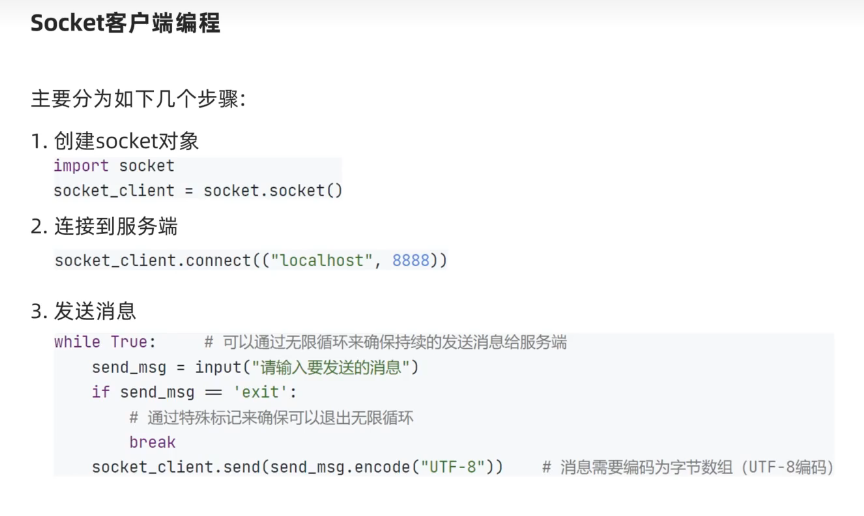 Socket客户端编程
主要分为如下几个步骤：
1. 创建socket对象
import socket
socket_client = socket.socket()
2. 连接到服务端
socket_client.connect(("localhost", 8888))
3. 发送消息
while True:     # 可以通过无限循环来确保持续的发送消息给服务端
    send_msg = input("请输入要发送的消息")
    if send_msg == 'exit':
        # 通过特殊标记来确保可以退出无限循环
        break
    socket_client.send(send_msg.encode("UTF-8"))    # 消息需要编码为字节数组（UTF-8编码）